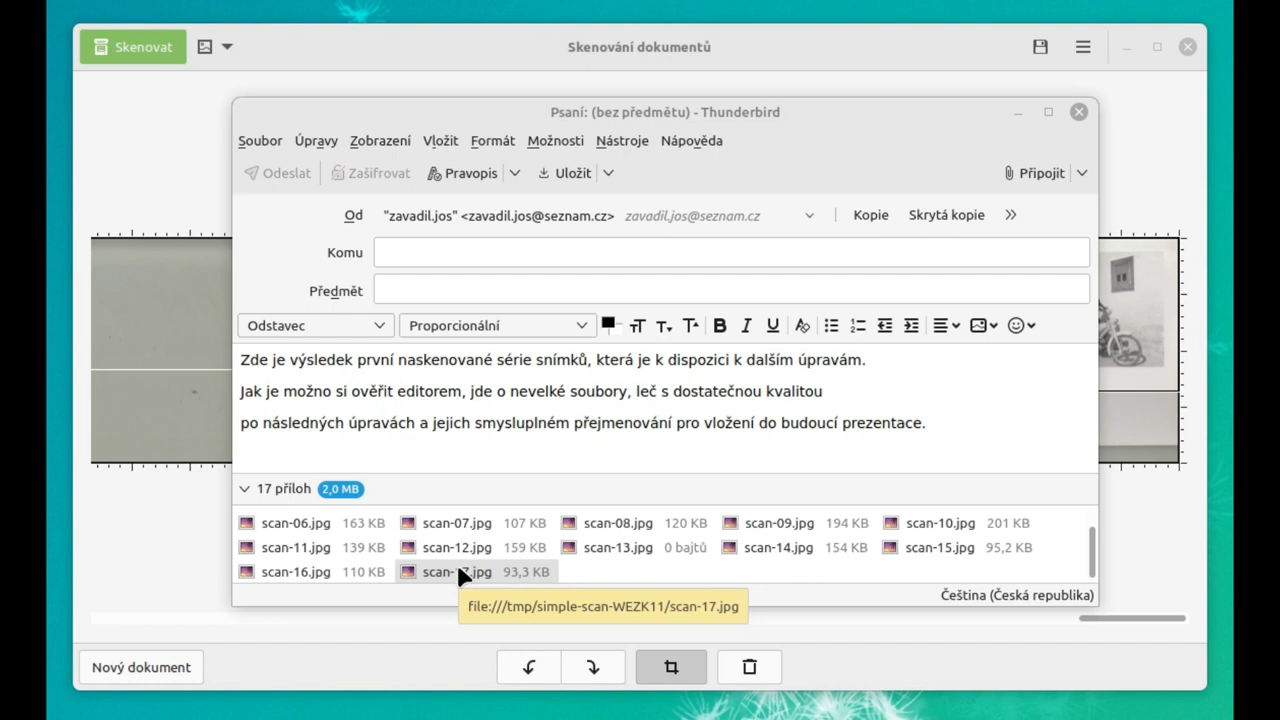 Skenovat
Skenování dokumentů
Psaní: (bez předmětu) - Thunderbird
Soubor Úpravy Zobrazení Vložit Formát Možnosti Nástroje Nápověda
Odeslat Zašifrovat Pravopis Uložit Připojit
Od "zavadil.jos" <zavadil.jos@seznam.cz> zavadil.jos@seznam.cz Kopie Skrytá kopie
Komu
Předmět
Odstavec Proporcionální
Zde je výsledek první naskenované série snímků, která je k dispozici k dalším úpravám.
Jak je možno si ověřit editorem, jde o nevelké soubory, leč s dostatečnou kvalitou
po následných úpravách a jejich smysluplném přejmenování pro vložení do budoucí prezentace.
17 příloh 2,0 MB
scan-06.jpg 163 KB scan-07.jpg 107 KB scan-08.jpg 120 KB scan-09.jpg 194 KB scan-10.jpg 201 KB
scan-11.jpg 139 KB scan-12.jpg 159 KB scan-13.jpg 0 bajtů scan-14.jpg 154 KB scan-15.jpg 95,2 KB
scan-16.jpg 110 KB scan-17.jpg 93,3 KB
Čeština (Česká republika)
file:///tmp/simple-scan-WEZK11/scan-17.jpg
Nový dokument